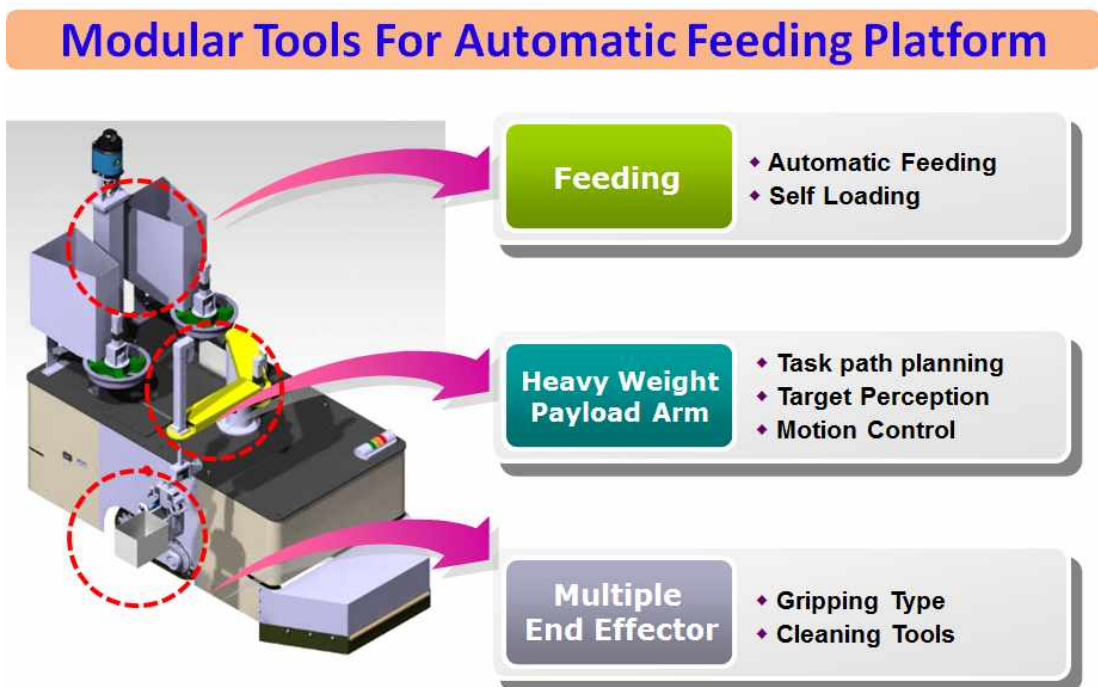 Modular Tools For Automatic Feeding Platform
Feeding
Automatic Feeding
Self Loading
Heavy Weight
Payload Arm
Task path planning
Target Perception
Motion Control
Multiple
End Effector
Gripping Type
Cleaning Tools